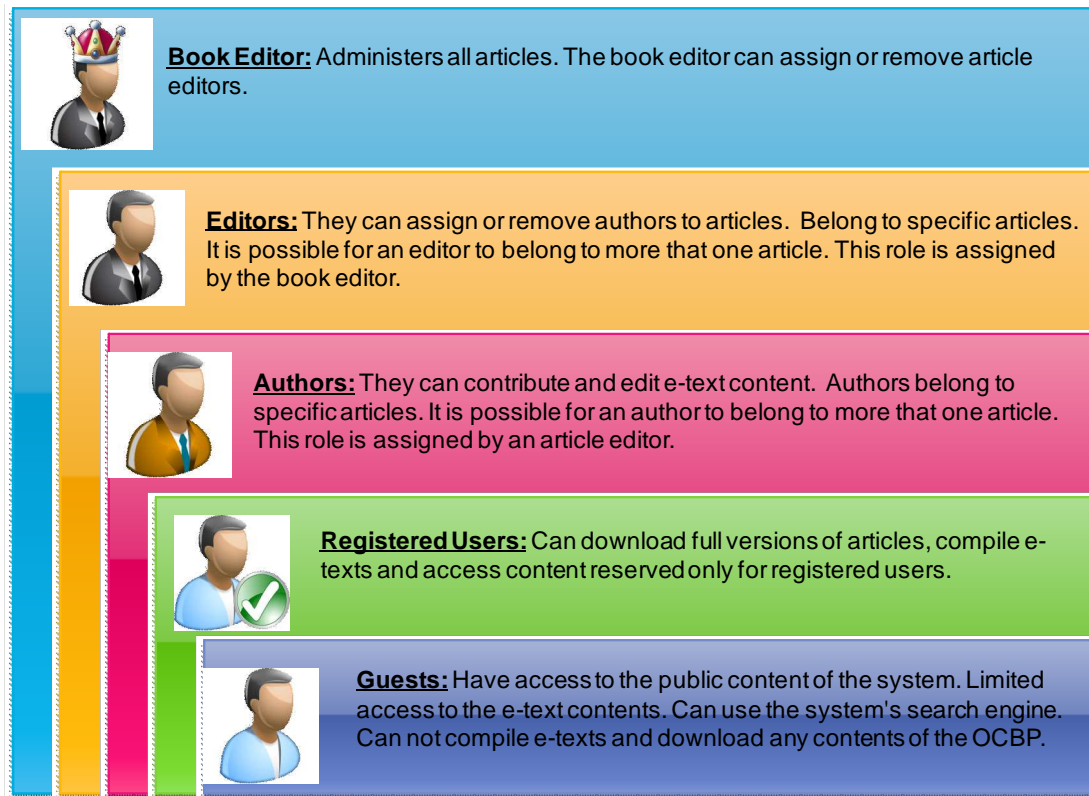 Book Editor: Administers all articles. The book editor can assign or remove article
editors.
Editors: They can assign or remove authors to articles.  Belong to specific articles.
It is possible for an editor to belong to more that one article. This role is assigned
by the book editor.
Authors: They can contribute and edit e-text content.  Authors belong to
specific articles. It is possible for an author to belong to more that one article.
This role is assigned by an article editor.
Registered Users: Can download full versions of articles, compile e-
texts and access content reserved only for registered users.
Guests: Have access to the public content of the system. Limited
access to the e-text contents. Can use the system's search engine.
Can not compile e-texts and download any contents of the OCBP.